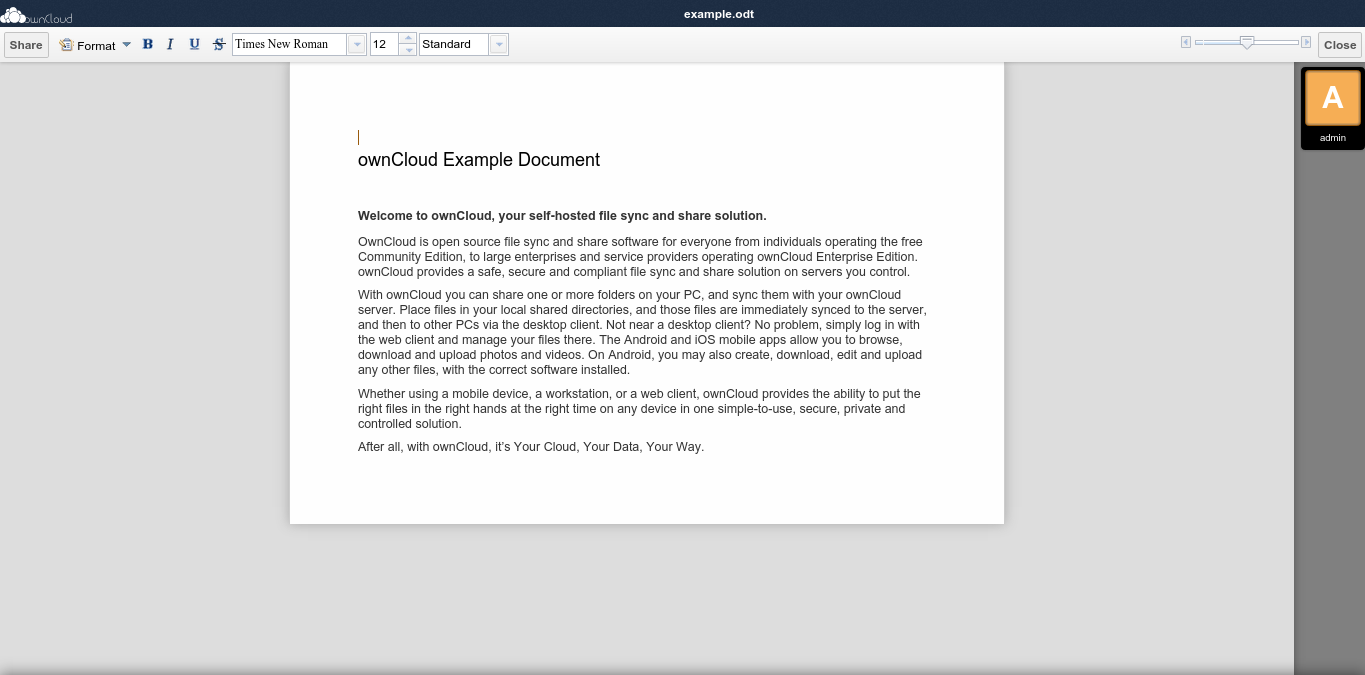 ownCloud
example.odt
Share Format B I U S Times New Roman 12 Standard Close
A
admin
ownCloud Example Document
Welcome to ownCloud, your self-hosted file sync and share solution.
OwnCloud is open source file sync and share software for everyone from individuals operating the free
Community Edition, to large enterprises and service providers operating ownCloud Enterprise Edition.
ownCloud provides a safe, secure and compliant file sync and share solution on servers you control.
With ownCloud you can share one or more folders on your PC, and sync them with your ownCloud
server. Place files in your local shared directories, and those files are immediately synced to the server,
and then to other PCs via the desktop client. Not near a desktop client? No problem, simply log in with
the web client and manage your files there. The Android and iOS mobile apps allow you to browse,
download and upload photos and videos. On Android, you may also create, download, edit and upload
any other files, with the correct software installed.
Whether using a mobile device, a workstation, or a web client, ownCloud provides the ability to put the
right files in the right hands at the right time on any device in one simple-to-use, secure, private and
controlled solution.
After all, with ownCloud, it’s Your Cloud, Your Data, Your Way.